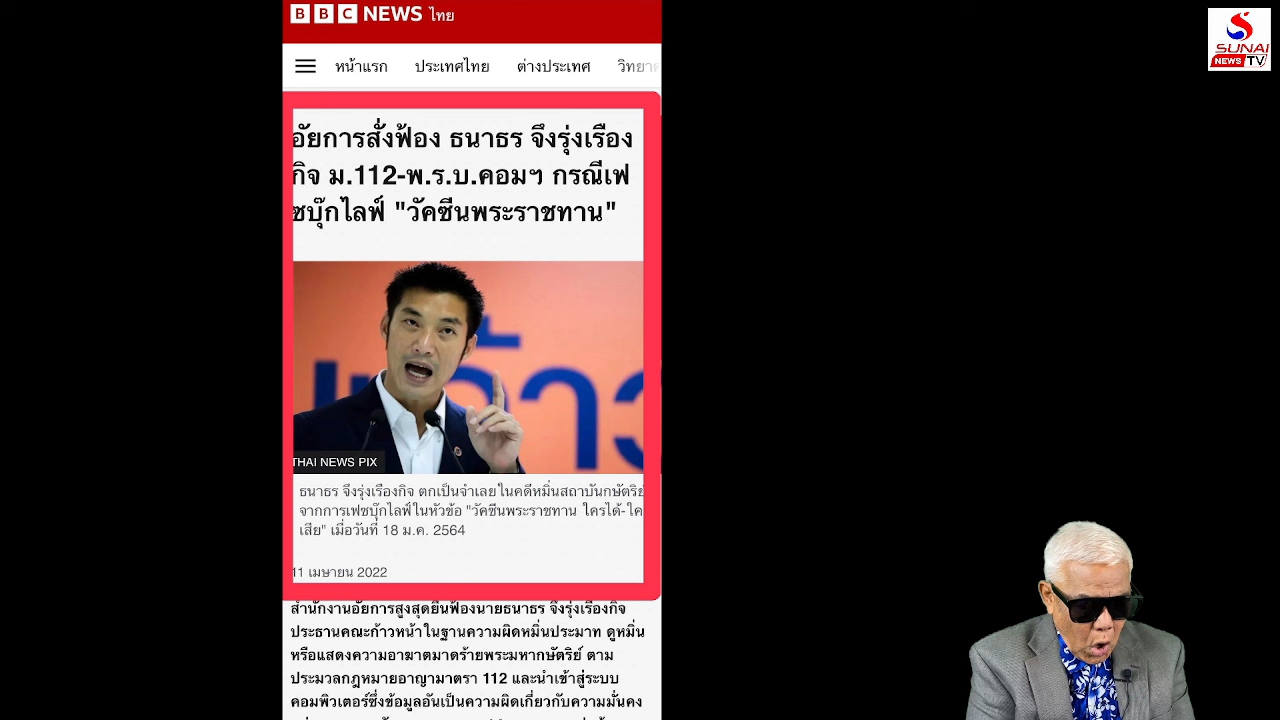 BBC NEWS ไทย
SUNAI
NEWS TV
หน้าแรก ประเทศไทย ต่างประเทศ
อัยการสั่งฟ้อง ธนาธร จึงรุ่งเรือง
กิจ ม.112-พ.ร.บ.คอมฯ กรณีเฟ
ซบุ๊กไลฟ์ "วัคซีนพระราชทาน"
THAI NEWS PIX
ธนาธร จึงรุ่งเรืองกิจ ตกเป็นจำเลยในคดีหมิ่นสถาบันกษัตริย์
จากการเฟซบุ๊กไลฟ์ในหัวข้อ "วัคซีนพระราชทาน ใครได้-ใค
เสีย" เมื่อวันที่ 18 ม.ค. 2564
11 เมษายน 2022
สำนักงานอัยการสูงสุดยื่นฟ้องนายธนาธร จึงรุ่งเรืองกิจ
ประธานคณะก้าวหน้าในฐานความผิดหมิ่นประมาท ดูหมิ่น
หรือแสดงความอาฆาตมาดร้ายพระมหากษัตริย์ ตาม
ประมวลกฎหมายอาญามาตรา 112 และนำเข้าสู่ระบบ
คอมพิวเตอร์ซึ่งข้อมูลอันเป็นความผิดเกี่ยวกับความมั่นคง